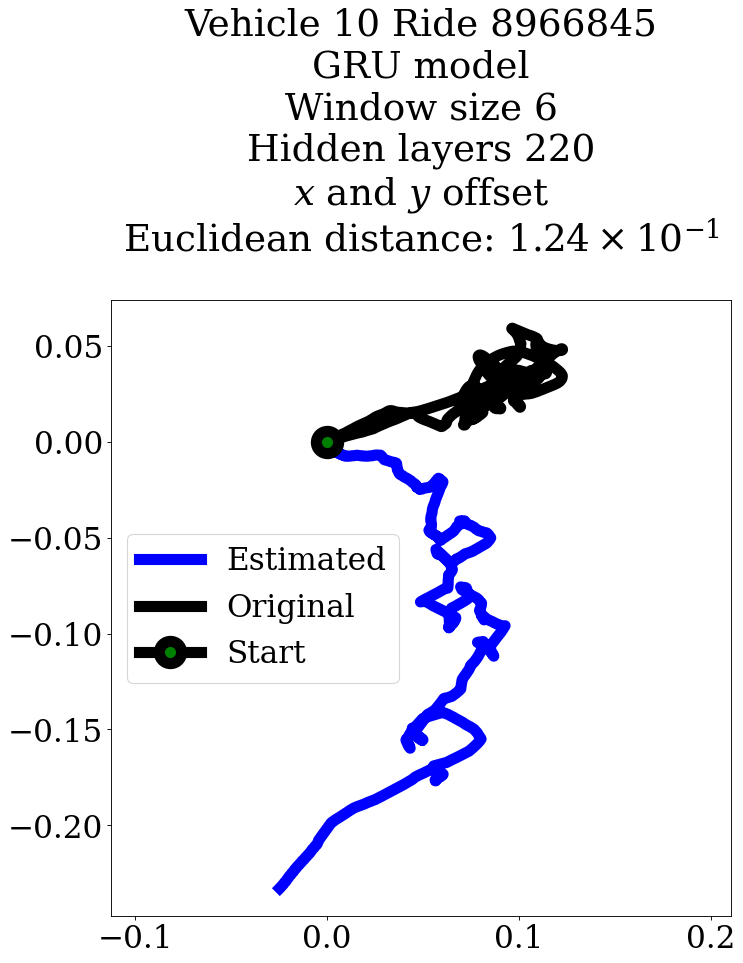 Vehicle 10 Ride 8966845
GRU model
Window size 6
Hidden layers 220
x and y offset
Euclidean distance: 1.24 × 10⁻¹
0.05
0.00
−0.05
−0.10
−0.15
−0.20
Estimated
Original
Start
−0.1
0.0
0.1
0.2